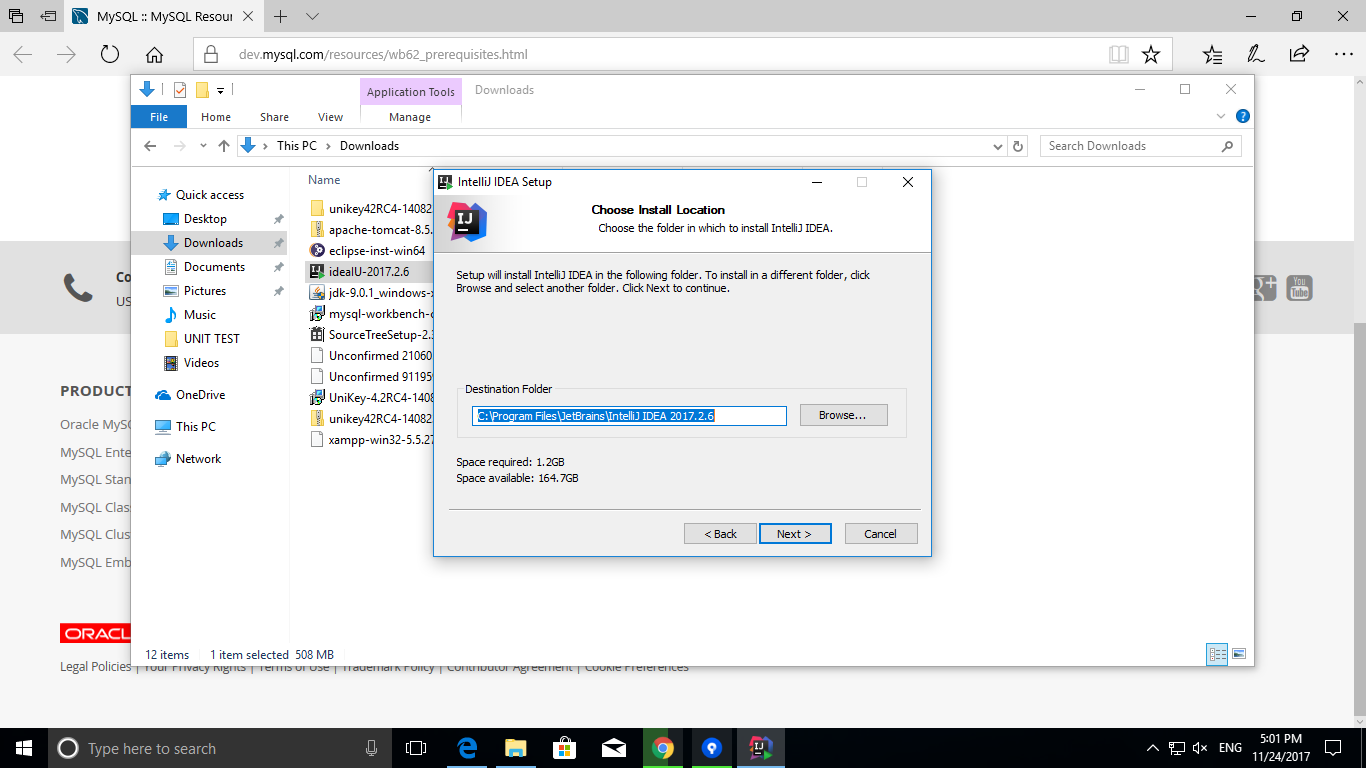 MySQL :: MySQL Resour
dev.mysql.com/resources/wb62_prerequisites.html
Application Tools
Downloads
File
Home
Share
View
Manage
This PC
Downloads
Search Downloads
Quick access
Desktop
Downloads
Documents
Pictures
Music
UNIT TEST
Videos
OneDrive
This PC
Network
Name
unikey42RC4-14082
apache-tomcat-8.5.
eclipse-inst-win64
ideaIU-2017.2.6
jdk-9.0.1_windows-x
mysql-workbench-c
SourceTreeSetup-2.3
Unconfirmed 21060
Unconfirmed 91195
UniKey-4.2RC4-1408
unikey42RC4-14082
xampp-win32-5.5.27
12 items
1 item selected 508 MB
IntelliJ IDEA Setup
IJ
Choose Install Location
Choose the folder in which to install IntelliJ IDEA.
Setup will install IntelliJ IDEA in the following folder. To install in a different folder, click
Browse and select another folder. Click Next to continue.
Destination Folder
C:\Program Files\JetBrains\IntelliJ IDEA 2017.2.6
Browse...
Space required: 1.2GB
Space available: 164.7GB
< Back
Next >
Cancel
Co
US
You
Tube
PRODUCT
Oracle MySQ
MySQL Ente
MySQL Stan
MySQL Clas
MySQL Clus
MySQL Emb
ORACL
Legal Policies | Your Privacy Rights | Terms of Use | Trademark Policy | Contributor Agreement | Cookie Preferences
Type here to search
ENG
5:01 PM
11/24/2017